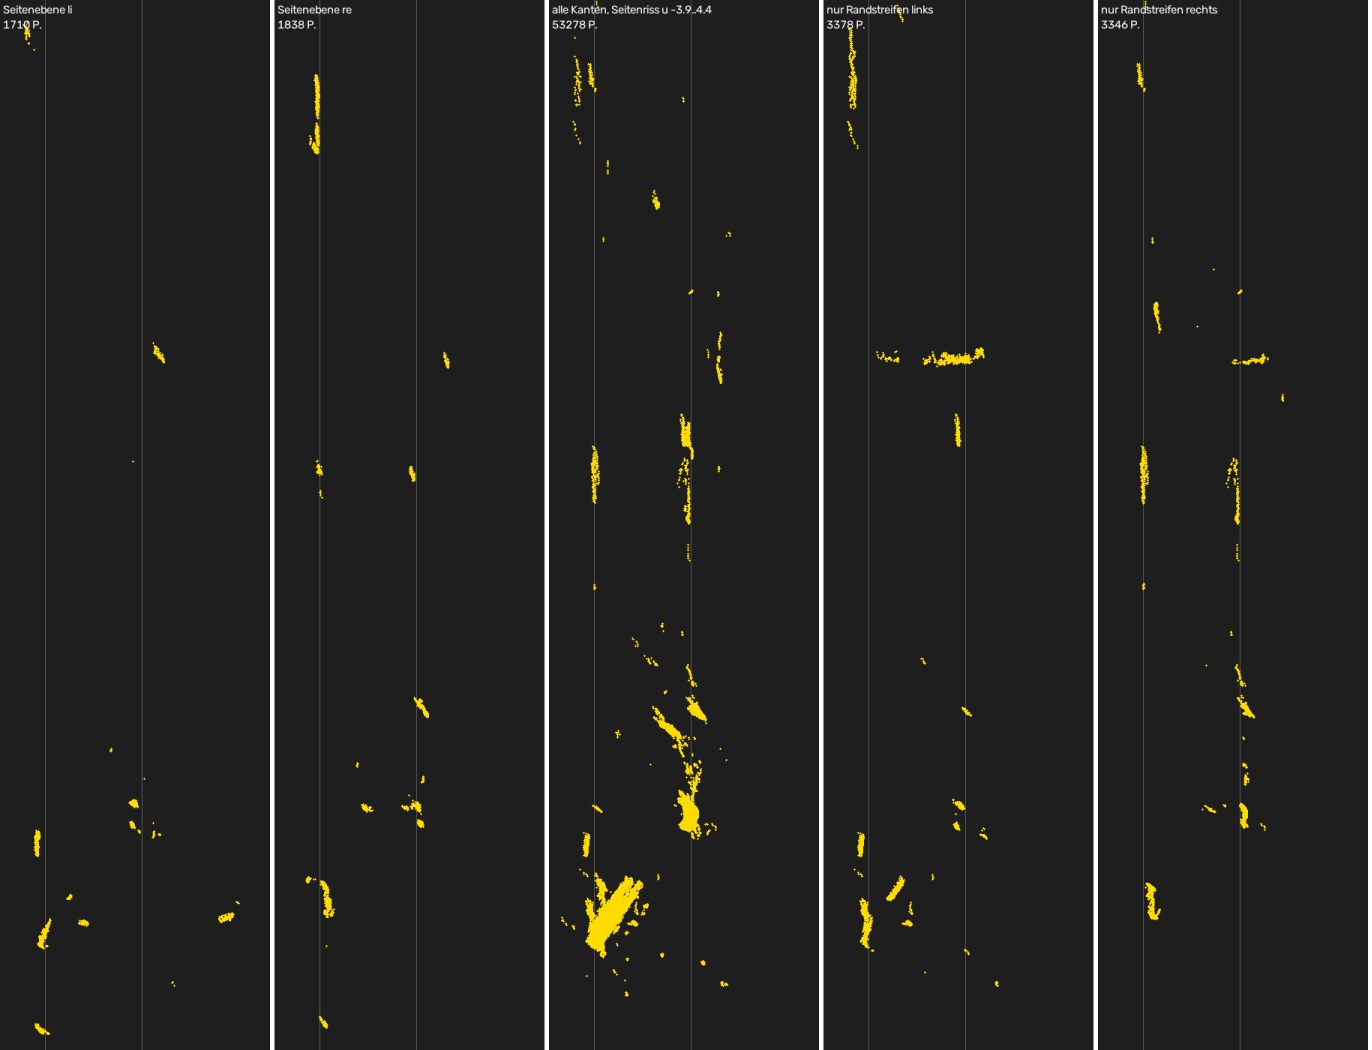 Seitenebene li
1710 P.
Seitenebene re
1838 P.
alle Kanten, Seitenriss u -3.9..4.4
53278 P.
nur Randstreifen links
3378 P.
nur Randstreifen rechts
3346 P.